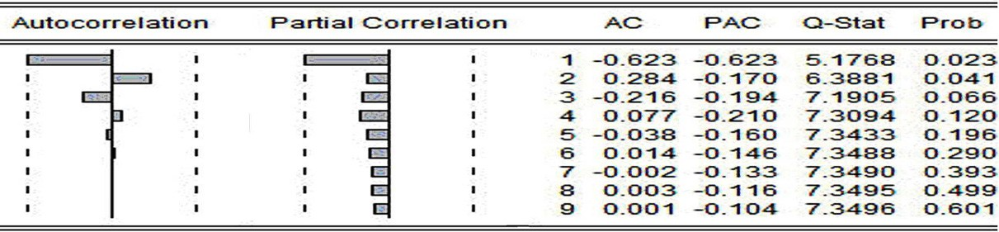 Autocorrelation Partial Correlation AC PAC Q-Stat Prob
1 -0.623 -0.623 5.1768 0.023
2 0.284 -0.170 6.3881 0.041
3 -0.216 -0.194 7.1905 0.066
4 0.077 -0.210 7.3094 0.120
5 -0.038 -0.160 7.3433 0.196
6 0.014 -0.146 7.3488 0.290
7 -0.002 -0.133 7.3490 0.393
8 0.003 -0.116 7.3495 0.499
9 0.001 -0.104 7.3496 0.601